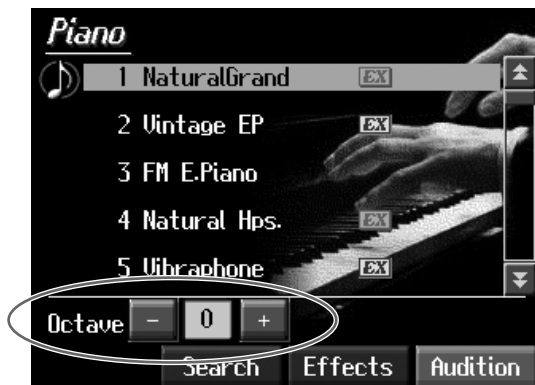 Piano
1 NaturalGrand EX
2 Vintage EP EX
3 FM E.Piano
4 Natural Hps. EX
5 Vibraphone EX
Octave - 0 +
Search Effects Audition